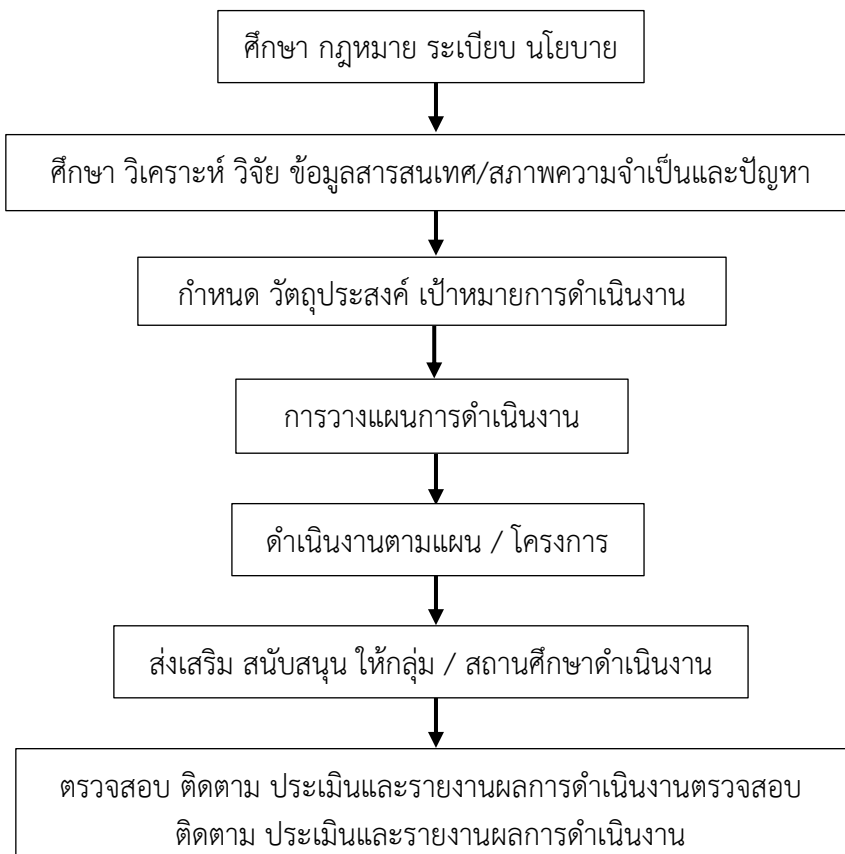 ศึกษา กฎหมาย ระเบียบ นโยบาย
ศึกษา วิเคราะห์ วิจัย ข้อมูลสารสนเทศ/สภาพความจำเป็นและปัญหา
กำหนด วัตถุประสงค์ เป้าหมายการดำเนินงาน
การวางแผนการดำเนินงาน
ดำเนินงานตามแผน / โครงการ
ส่งเสริม สนับสนุน ให้กลุ่ม / สถานศึกษาดำเนินงาน
ตรวจสอบ ติดตาม ประเมินและรายงานผลการดำเนินงานตรวจสอบ
ติดตาม ประเมินและรายงานผลการดำเนินงาน